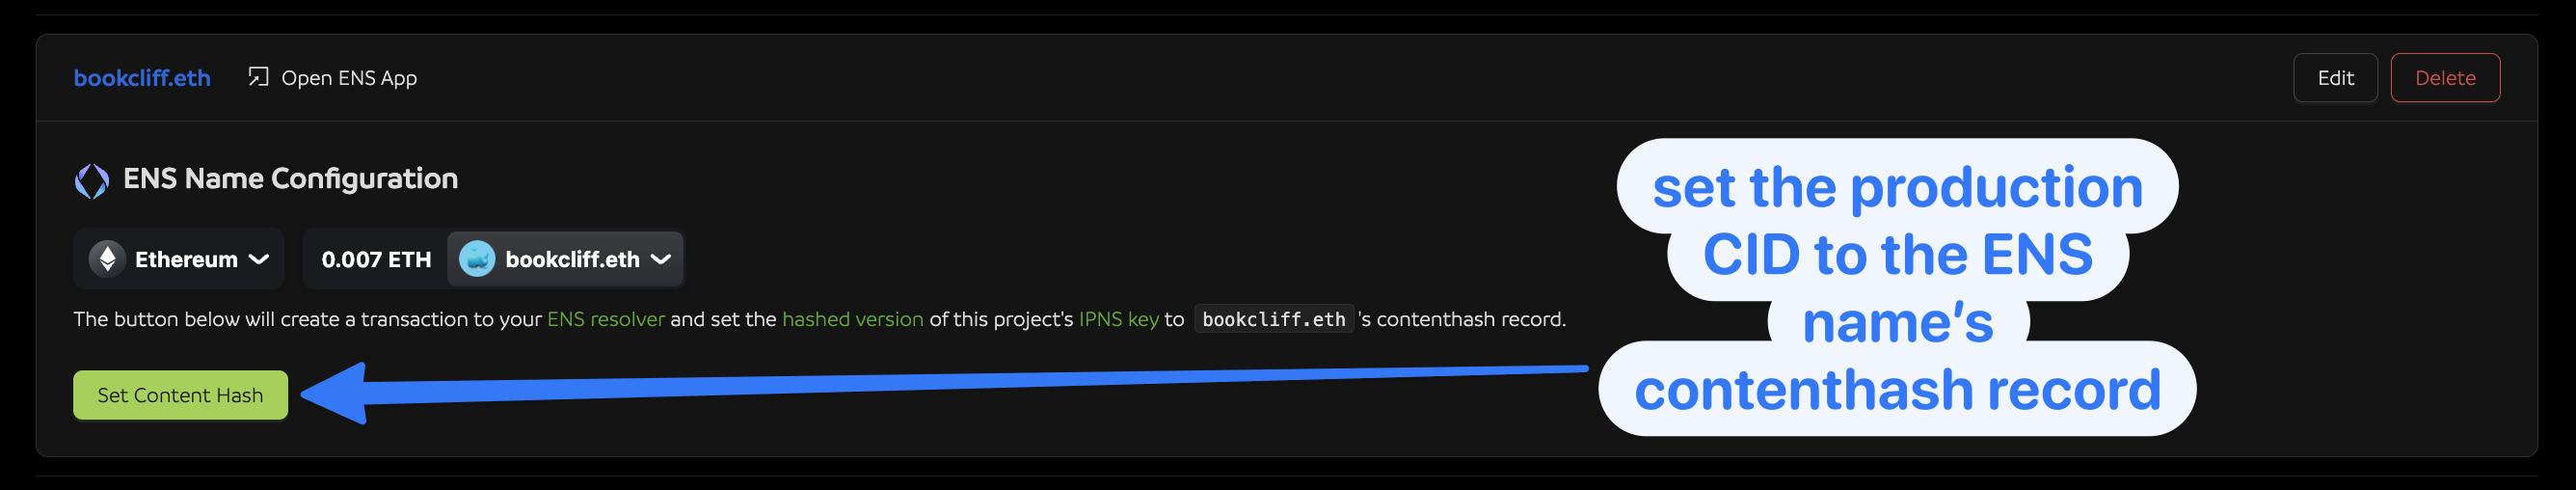 bookcliff.eth Open ENS App Edit Delete
ENS Name Configuration
Ethereum 0.007 ETH bookcliff.eth
The button below will create a transaction to your ENS resolver and set the hashed version of this project's IPNS key to bookcliff.eth 's contenthash record.
Set Content Hash
set the production
CID to the ENS
name's
contenthash record